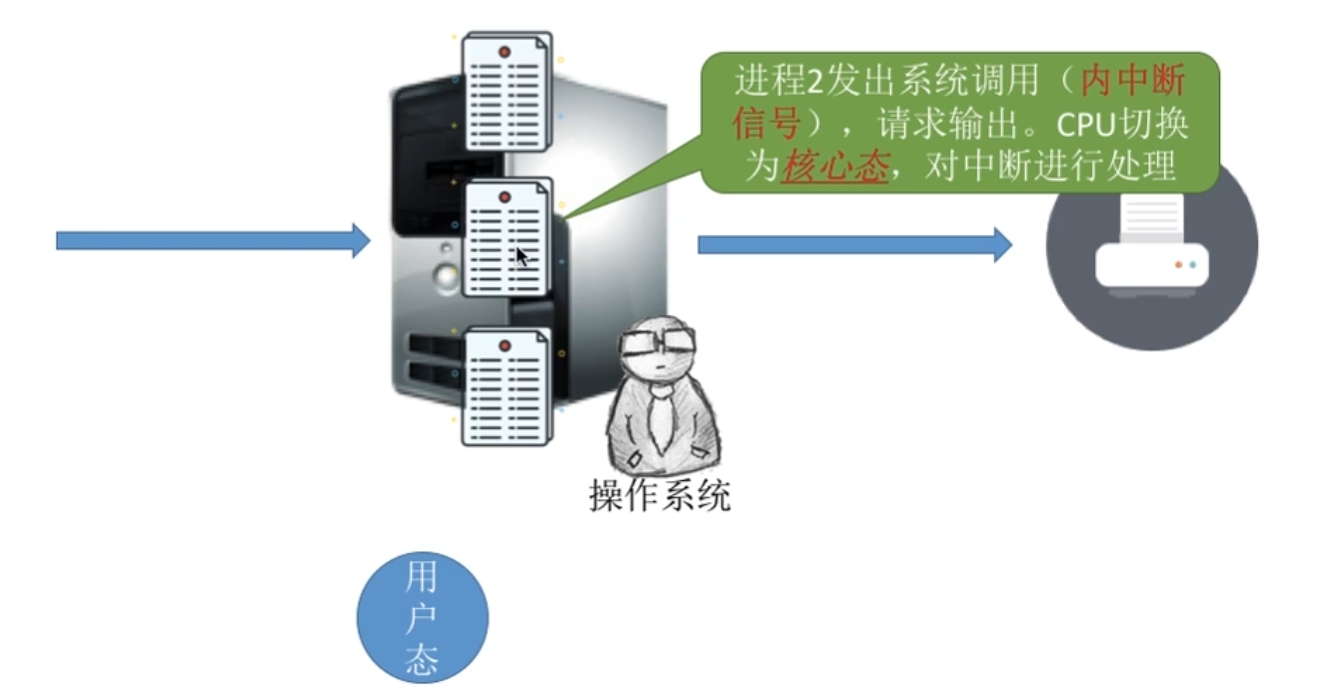 进程2发出系统调用（内中断
信号），请求输出。CPU切换
为核心态，对中断进行处理
操作系统
用
户
态